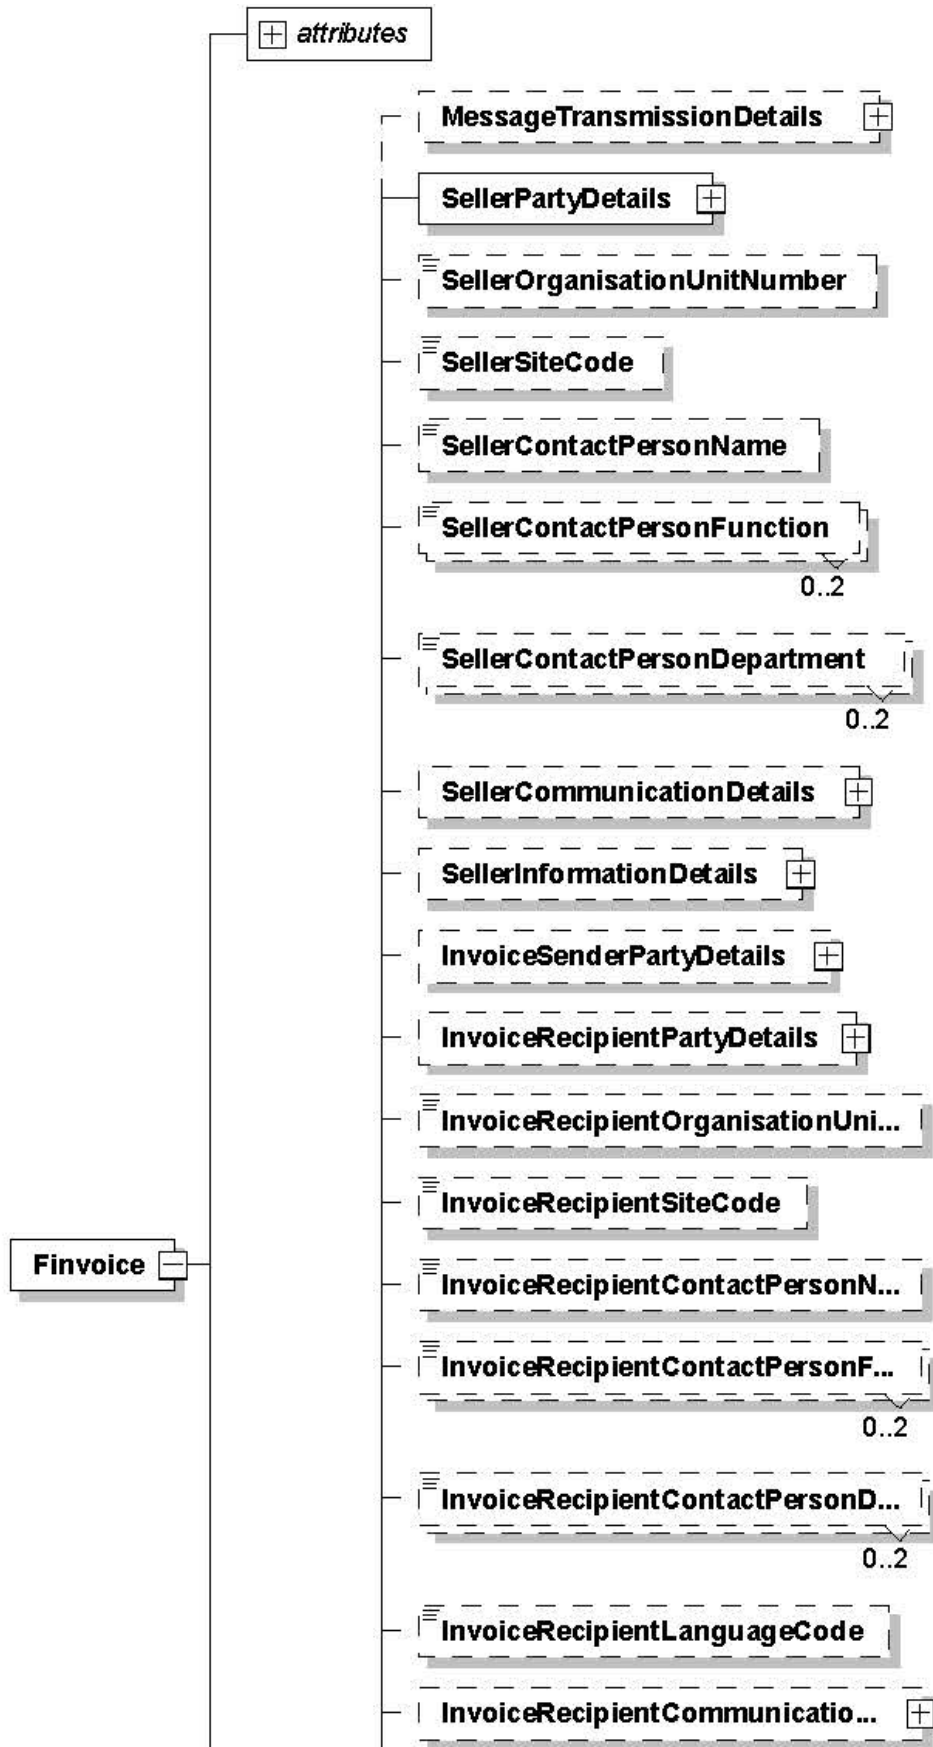 attributes
MessageTransmissionDetails
SellerPartyDetails
SellerOrganisationUnitNumber
SellerSiteCode
SellerContactPersonName
SellerContactPersonFunction
0..2
SellerContactPersonDepartment
0..2
SellerCommunicationDetails
SellerInformationDetails
InvoiceSenderPartyDetails
InvoiceRecipientPartyDetails
InvoiceRecipientOrganisationUni...
InvoiceRecipientSiteCode
Finvoice
InvoiceRecipientContactPersonN...
InvoiceRecipientContactPersonF...
0..2
InvoiceRecipientContactPersonD...
0..2
InvoiceRecipientLanguageCode
InvoiceRecipientCommunicatio...